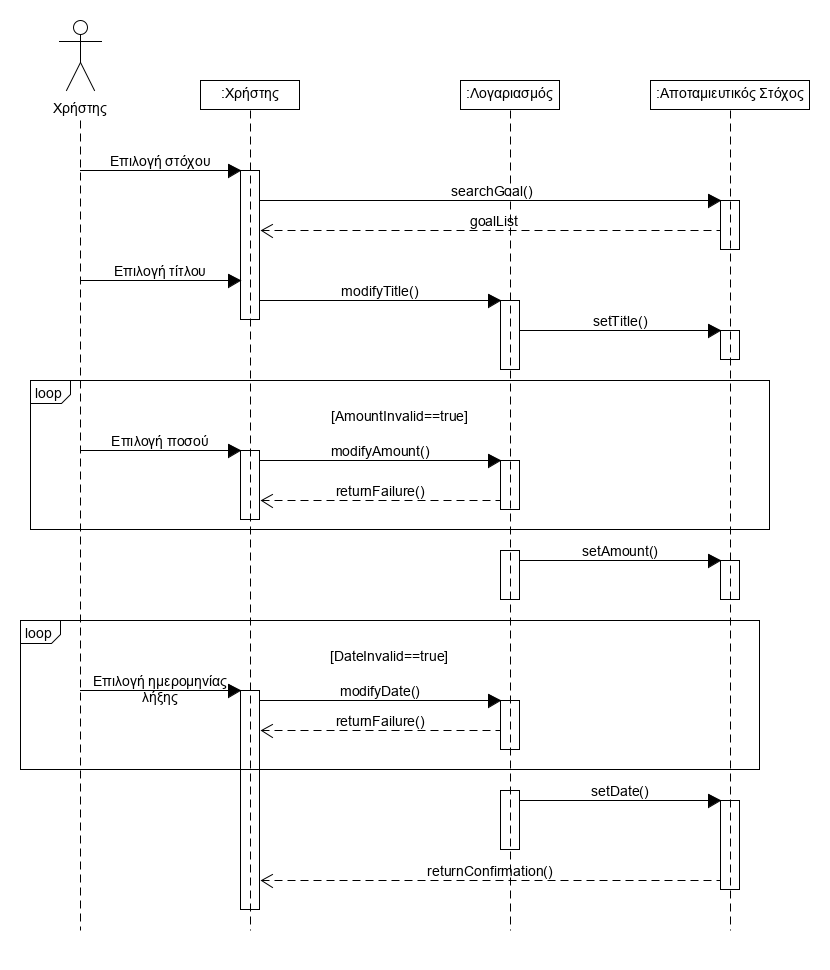 Χρήστης
:Χρήστης
:Λογαριασμός
:Αποταμιευτικός Στόχος
Επιλογή στόχου
searchGoal()
goalList
Επιλογή τίτλου
modifyTitle()
setTitle()
loop
[AmountInvalid==true]
Επιλογή ποσού
modifyAmount()
returnFailure()
setAmount()
loop
[DateInvalid==true]
Επιλογή ημερομηνίας
λήξης
modifyDate()
returnFailure()
setDate()
returnConfirmation()